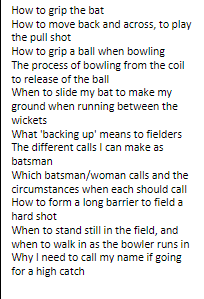 How to grip the bat
How to move back and across, to play
the pull shot
How to grip a ball when bowling
The process of bowling from the coil
to release of the ball
When to slide my bat to make my
ground when running between the
wickets
What 'backing up' means to fielders
The different calls I can make as
batsman
Which batsman/woman calls and the
circumstances when each should call
How to form a long barrier to field a
hard shot
When to stand still in the field, and
when to walk in as the bowler runs in
Why I need to call my name if going
for a high catch